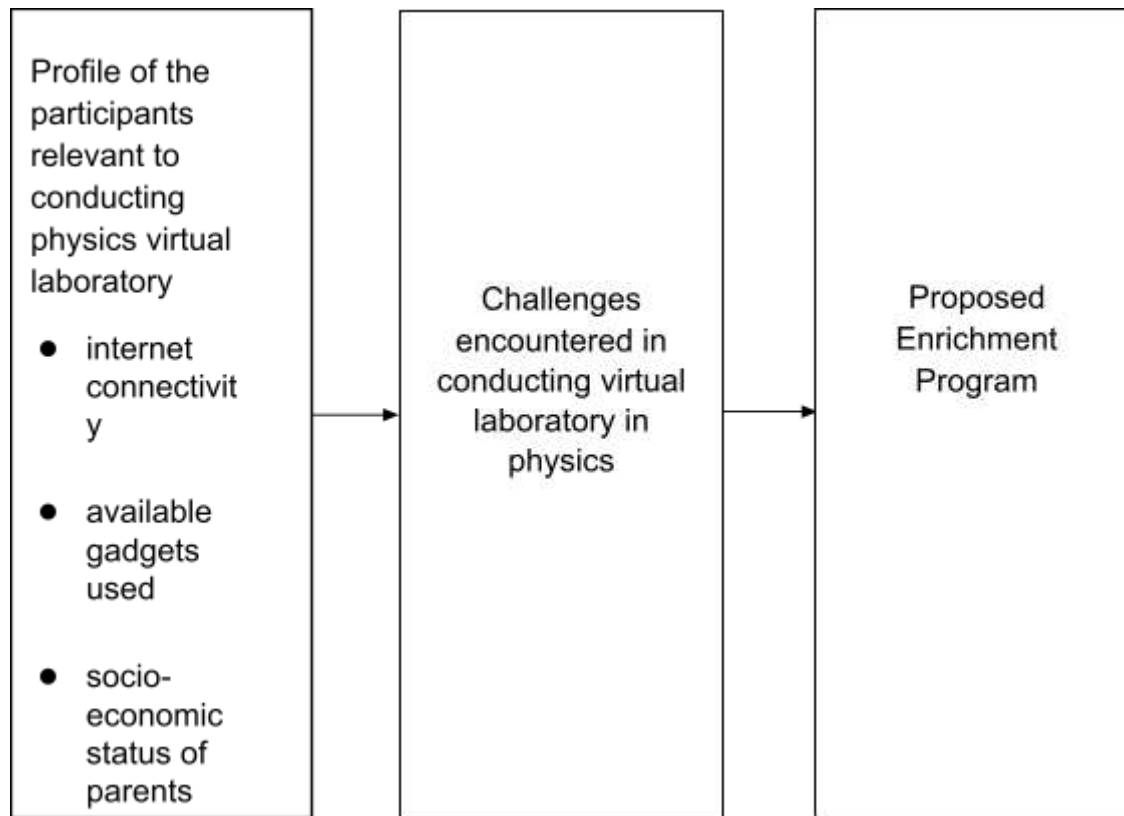 Profile of the
participants
relevant to
conducting
physics virtual
laboratory
● internet
connectivit
y
● available
gadgets
used
● socio-
economic
status of
parents
Challenges
encountered in
conducting virtual
laboratory in
physics
Proposed
Enrichment
Program